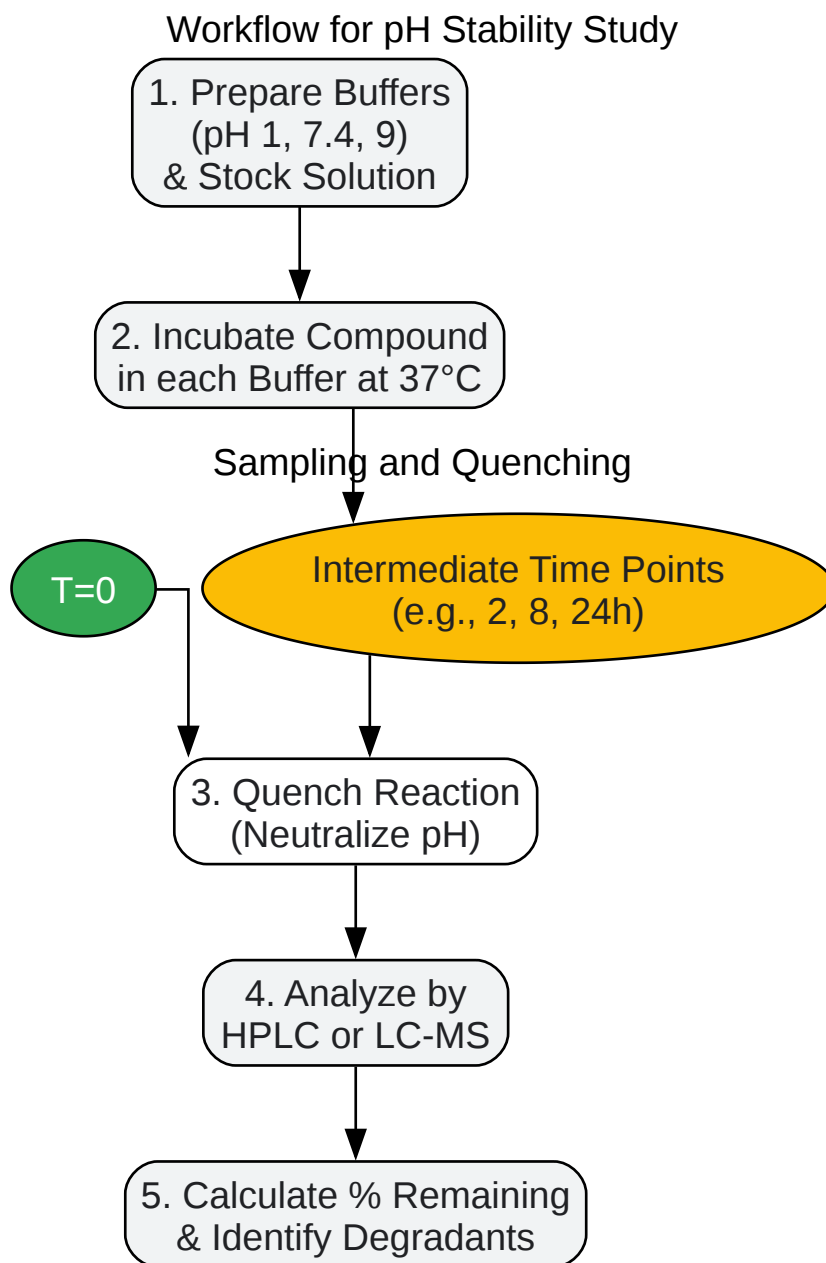 Workflow for pH Stability Study
1. Prepare Buffers
(pH 1, 7.4, 9)
& Stock Solution
2. Incubate Compound
in each Buffer at 37°C
Sampling and Quenching
T=0
Intermediate Time Points
(e.g., 2, 8, 24h)
3. Quench Reaction
(Neutralize pH)
4. Analyze by
HPLC or LC-MS
5. Calculate % Remaining
& Identify Degradants